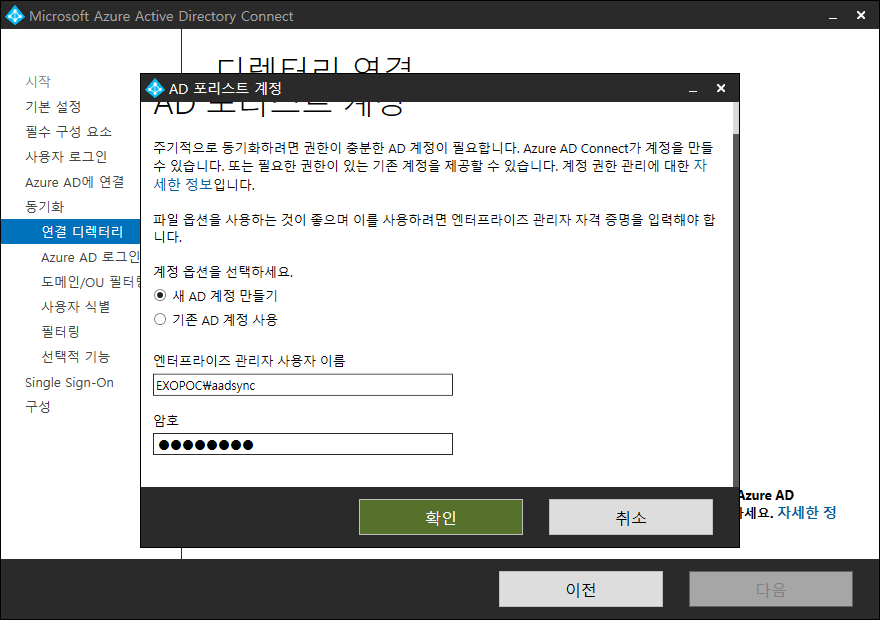 Microsoft Azure Active Directory Connect
디렉터리 연결
시작
기본 설정
필수 구성 요소
사용자 로그인
Azure AD에 연결
동기화
연결 디렉터리
Azure AD 로그인
도메인/OU 필터링
사용자 식별
필터링
선택적 기능
Single Sign-On
구성
AD 포리스트 계정
AD 포리스트 계정
주기적으로 동기화하려면 권한이 충분한 AD 계정이 필요합니다. Azure AD Connect가 계정을 만들
수 있습니다. 또는 필요한 권한이 있는 기존 계정을 제공할 수 있습니다. 계정 권한 관리에 대한 자
세한 정보입니다.
파일 옵션을 사용하는 것이 좋으며 이를 사용하려면 엔터프라이즈 관리자 자격 증명을 입력해야 합
니다.
계정 옵션을 선택하세요.
새 AD 계정 만들기
기존 AD 계정 사용
엔터프라이즈 관리자 사용자 이름
EXOPOC₩aadsync
암호
확인
취소
Azure AD
하세요. 자세한 정
이전
다음